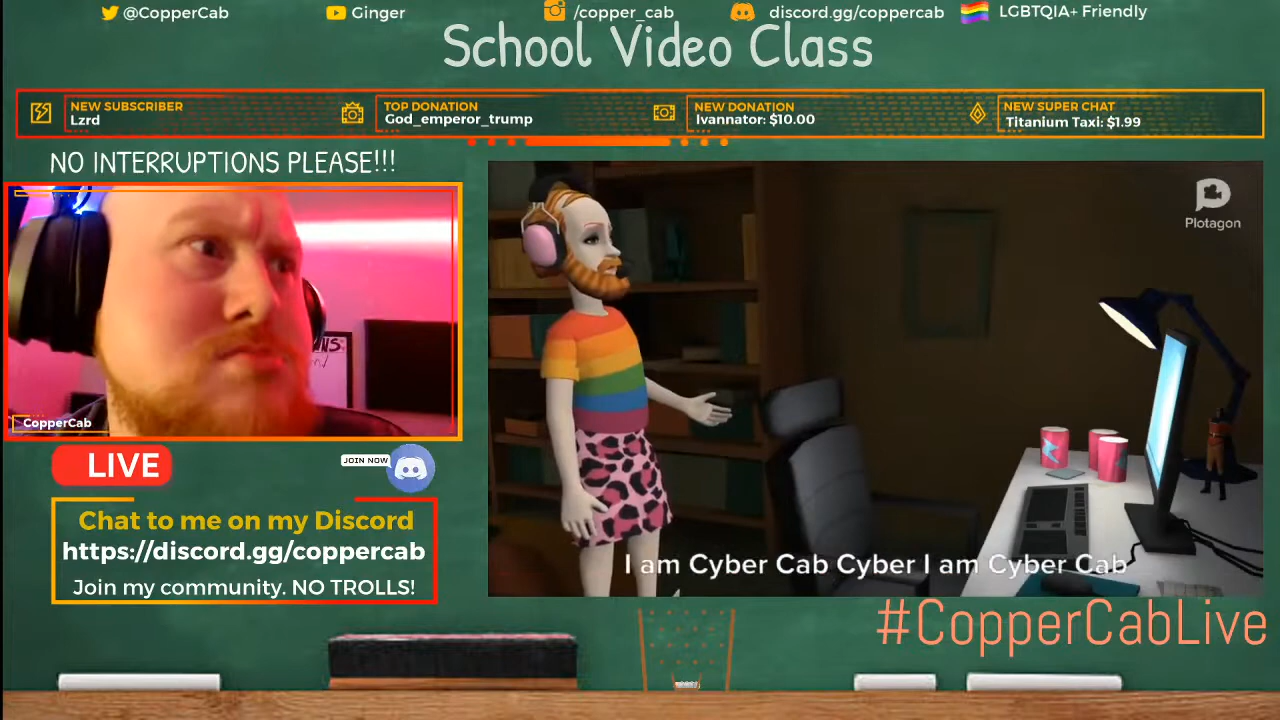 @CopperCab
Ginger
/copper_cab
discord.gg/coppercab
LGBTQIA+ Friendly
School Video Class
NEW SUBSCRIBER
Lzrd
TOP DONATION
God_emperor_trump
NEW DONATION
Ivannator: $10.00
NEW SUPER CHAT
Titanium Taxi: $1.99
NO INTERRUPTIONS PLEASE!!!
Plotagon
CopperCab
LIVE
JOIN NOW
Chat to me on my Discord
https://discord.gg/coppercab
Join my community. NO TROLLS!
I am Cyber Cab Cyber I am Cyber Cab
#CopperCabLive